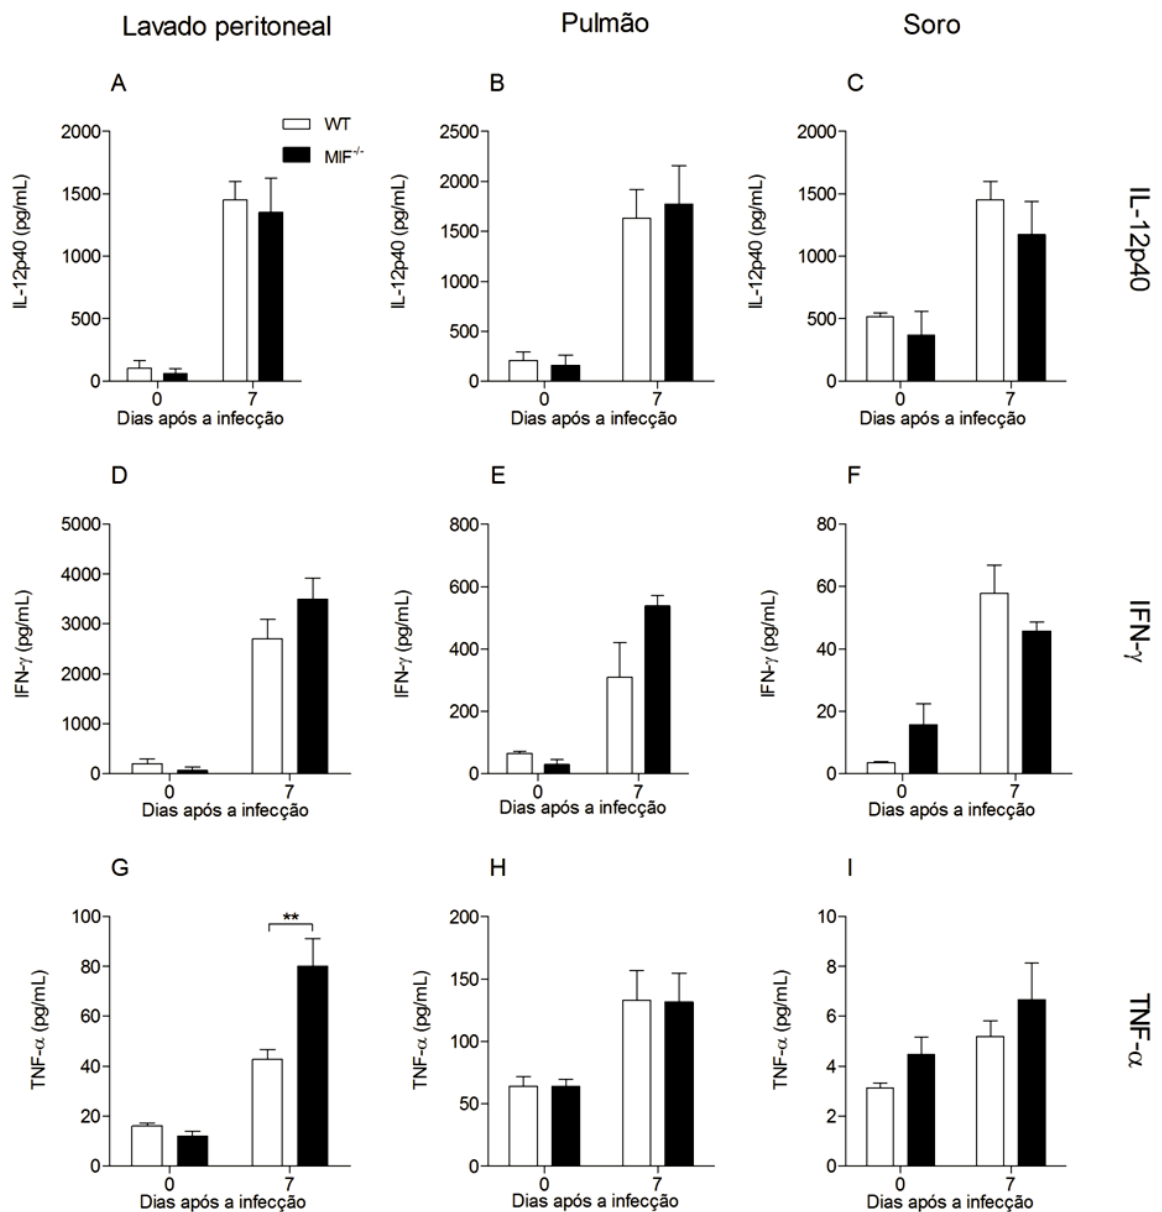 Lavado peritoneal
Pulmão
Soro
A
WT
MIF-/-
IL-12p40 (pg/mL)
2000
1500
1000
500
0
0
7
Dias após a infecção
B
IL-12p40 (pg/mL)
2500
2000
1500
1000
500
0
0
7
Dias após a infecção
C
IL-12p40 (pg/mL)
2000
1500
1000
500
0
0
7
Dias após a infecção
IL-12p40
D
IFN-γ (pg/mL)
5000
4000
3000
2000
1000
0
0
7
Dias após a infecção
E
IFN-γ (pg/mL)
800
600
400
200
0
0
7
Dias após a infecção
F
IFN-γ (pg/mL)
80
60
40
20
0
0
7
Dias após a infecção
IFN-γ
G
TNF-α (pg/mL)
100
80
60
40
20
0
**
0
7
Dias após a infecção
H
TNF-α (pg/mL)
200
150
100
50
0
0
7
Dias após a infecção
I
TNF-α (pg/mL)
10
8
6
4
2
0
0
7
Dias após a infecção
TNF-α